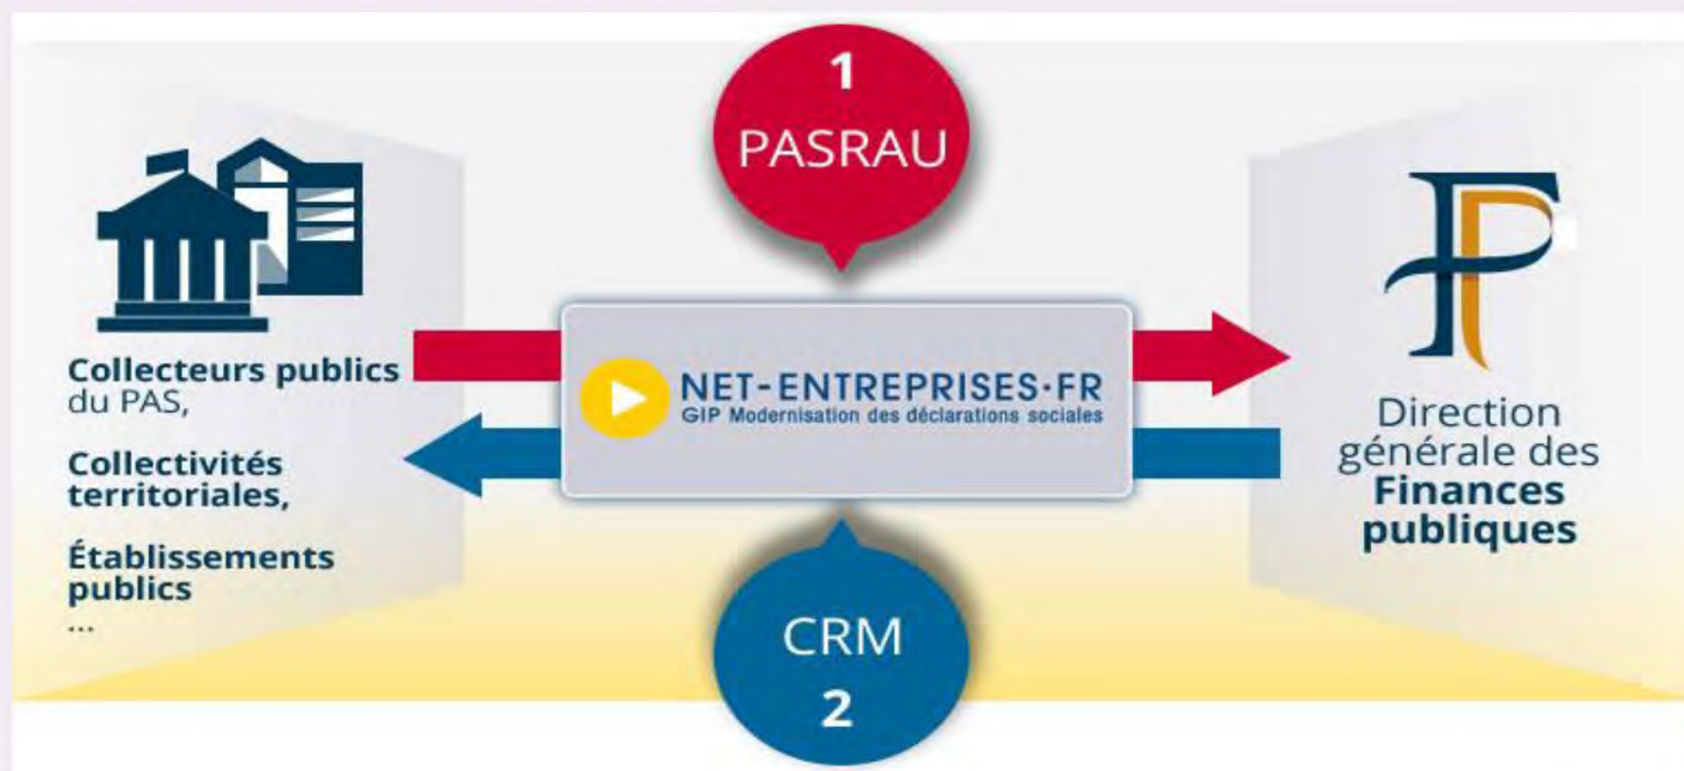 1
PASRAU
Collecteurs publics
du PAS,
Collectivités
territoriales,
Établissements
publics
...
NET-ENTREPRISES·FR
GIP Modernisation des déclarations sociales
Direction
générale des
Finances
publiques
CRM
2